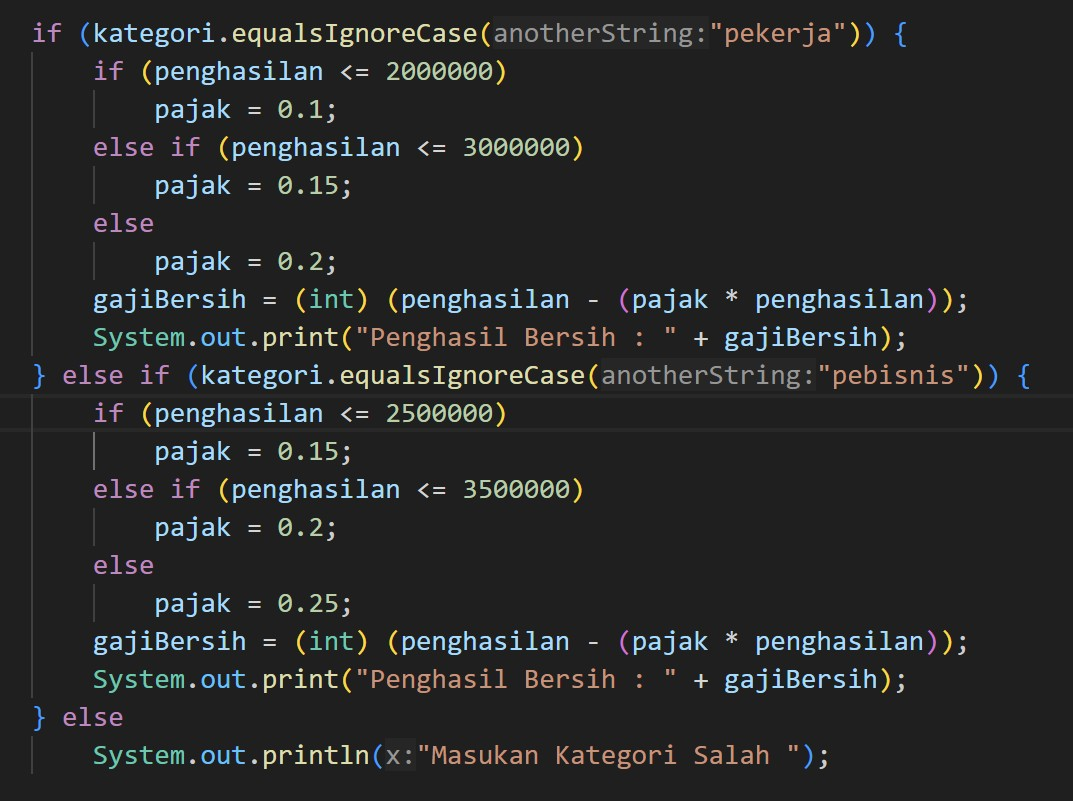 if (kategori.equalsIgnoreCase(anotherString:"pekerja")) {
    if (penghasilan <= 2000000)
        pajak = 0.1;
    else if (penghasilan <= 3000000)
        pajak = 0.15;
    else
        pajak = 0.2;
    gajiBersih = (int) (penghasilan - (pajak * penghasilan));
    System.out.print("Penghasil Bersih : " + gajiBersih);
} else if (kategori.equalsIgnoreCase(anotherString:"pebisnis")) {
    if (penghasilan <= 2500000)
        pajak = 0.15;
    else if (penghasilan <= 3500000)
        pajak = 0.2;
    else
        pajak = 0.25;
    gajiBersih = (int) (penghasilan - (pajak * penghasilan));
    System.out.print("Penghasil Bersih : " + gajiBersih);
} else
    System.out.println(x:"Masukan Kategori Salah ");